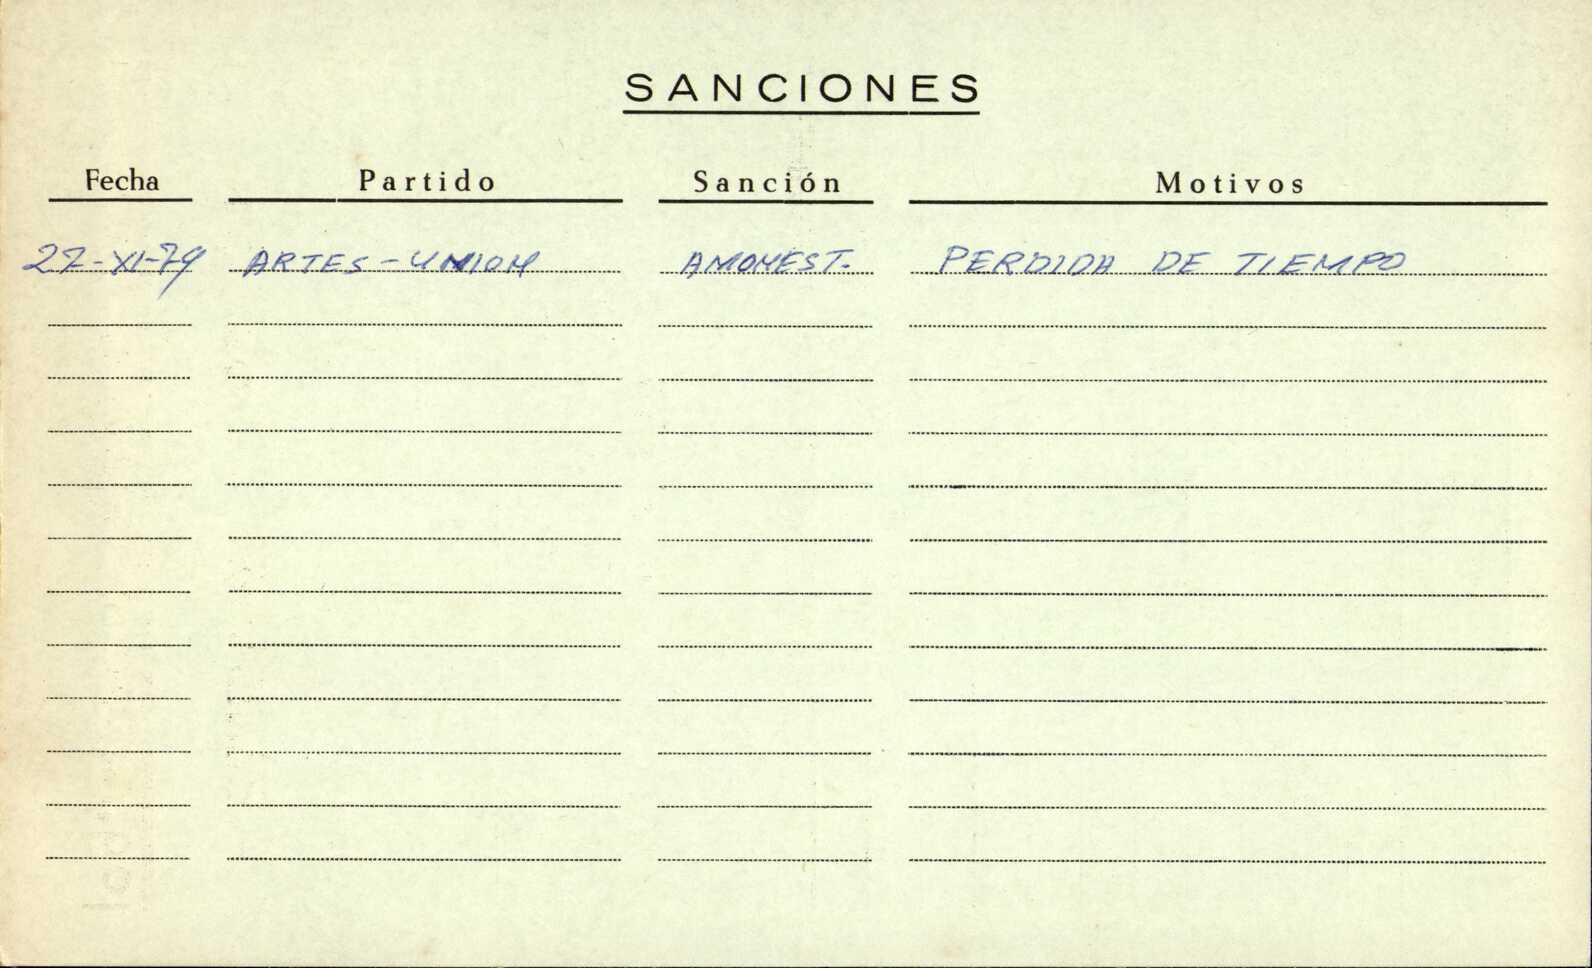 SANCIONES
Fecha Partido Sanción Motivos
27-XI-79 ARTES-UNION AMONEST. PERDIDA DE TIEMPO